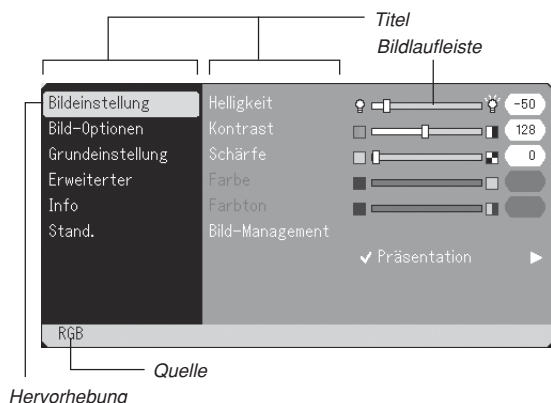 Titel
Bildlaufleiste
Bildeinstellung Helligkeit -50
Bild-Optionen Kontrast 128
Grundeinstellung Schärfe 0
Erweiterter Farbe
Info Farbton
Stand. Bild-Management
Präsentation
RGB
Quelle
Hervorhebung